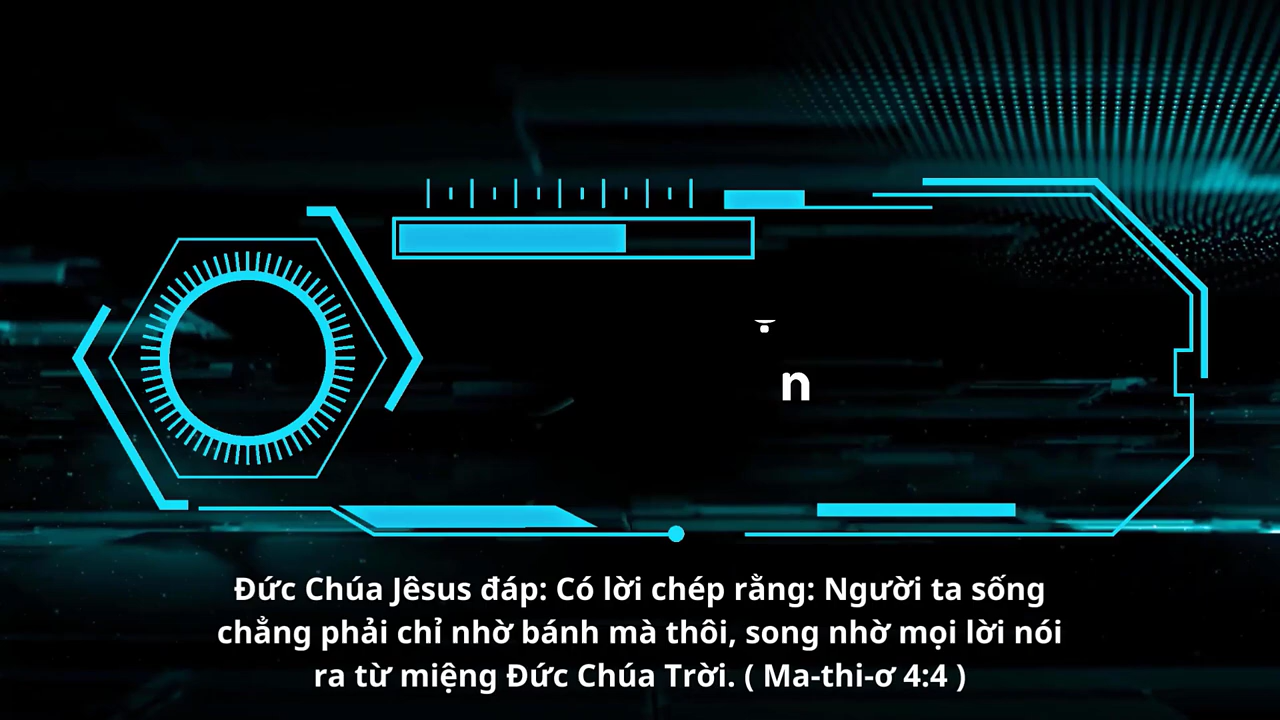 n
Đức Chúa Jêsus đáp: Có lời chép rằng: Người ta sống
chẳng phải chỉ nhờ bánh mà thôi, song nhờ mọi lời nói
ra từ miệng Đức Chúa Trời. ( Ma-thi-ơ 4:4 )